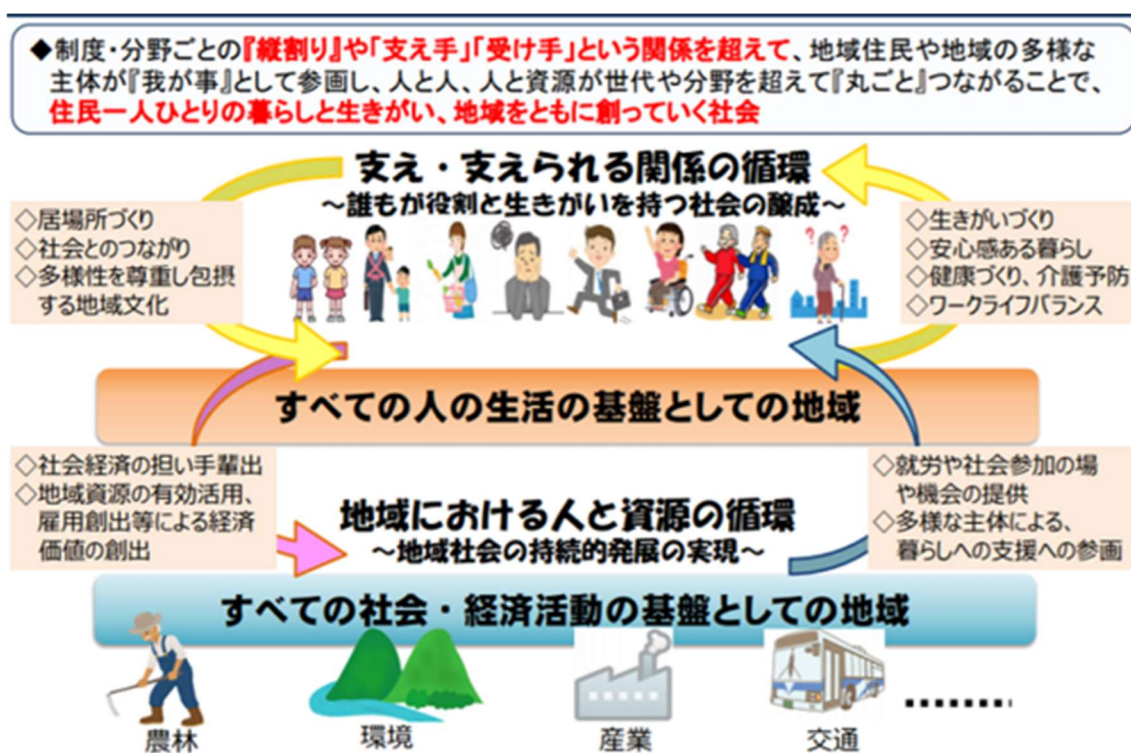 ◆制度・分野ごとの『縦割り』や「支え手」「受け手」という関係を超えて、地域住民や地域の多様な
主体が『我が事』として参画し、人と人、人と資源が世代や分野を超えて『丸ごと』つながることで、
住民一人ひとりの暮らしと生きがい、地域をともに創っていく社会
支え・支えられる関係の循環
～誰もが役割と生きがいを持つ社会の醸成～
◇居場所づくり
◇社会とのつながり
◇多様性を尊重し包摂
する地域文化
◇生きがいづくり
◇安心感ある暮らし
◇健康づくり、介護予防
◇ワークライフバランス
すべての人の生活の基盤としての地域
◇社会経済の担い手輩出
◇地域資源の有効活用、
雇用創出等による経済
価値の創出
地域における人と資源の循環
～地域社会の持続的発展の実現～
◇就労や社会参加の場
や機会の提供
◇多様な主体による、
暮らしへの支援への参画
すべての社会・経済活動の基盤としての地域
農林
環境
産業
交通